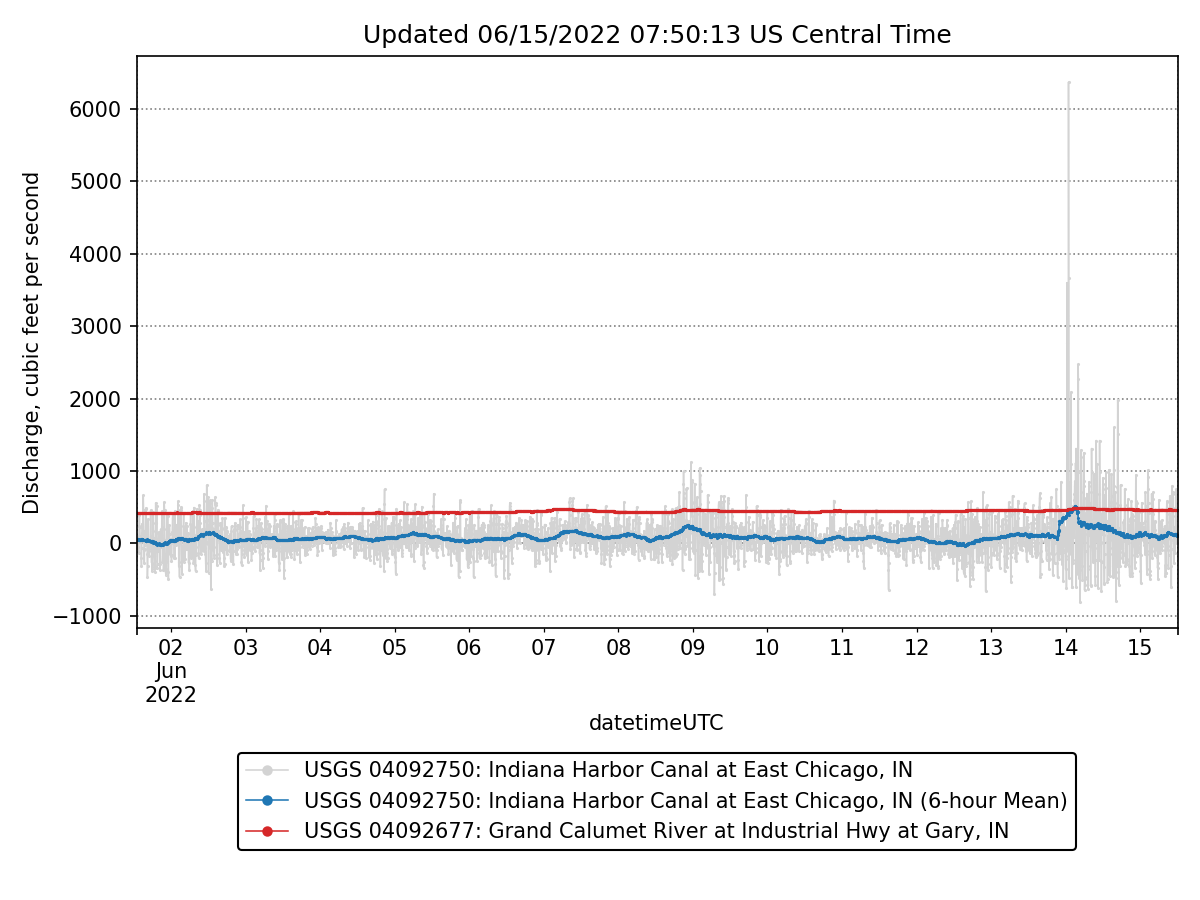 Updated 06/15/2022 07:50:13 US Central Time
Discharge, cubic feet per second
6000
5000
4000
3000
2000
1000
0
−1000
02 03 04 05 06 07 08 09 10 11 12 13 14 15
Jun
2022
datetimeUTC
USGS 04092750: Indiana Harbor Canal at East Chicago, IN
USGS 04092750: Indiana Harbor Canal at East Chicago, IN (6-hour Mean)
USGS 04092677: Grand Calumet River at Industrial Hwy at Gary, IN